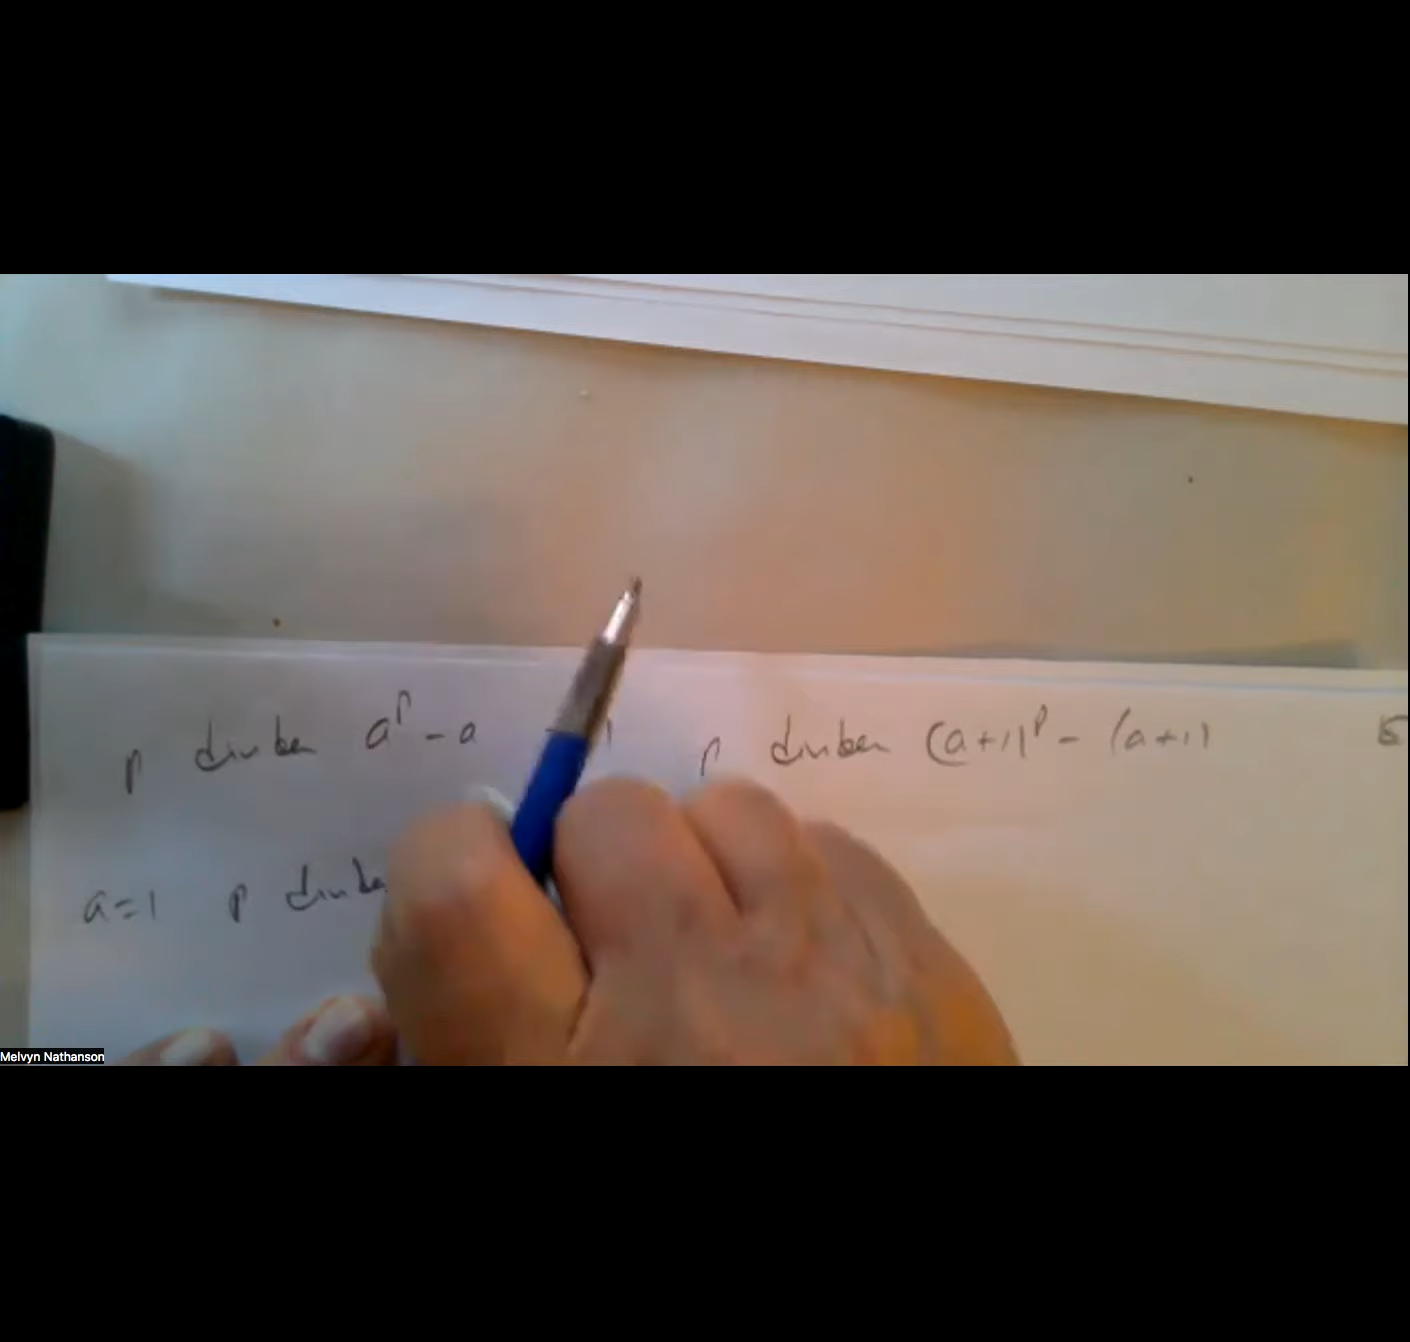 p divides a^p - a p divides (a+1)^p - (a+1)
a=1 p divides
Melvyn Nathanson